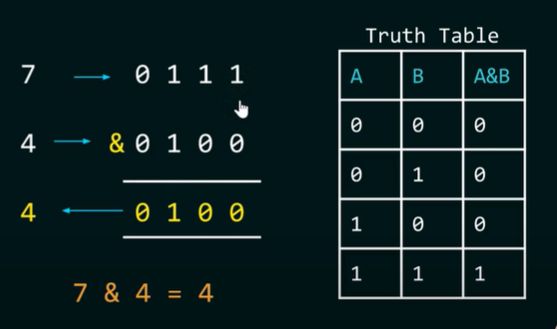 7 0 1 1 1
4 & 0 1 0 0
4 0 1 0 0
7 & 4 = 4
Truth Table
A B A&B
0 0 0
0 1 0
1 0 0
1 1 1